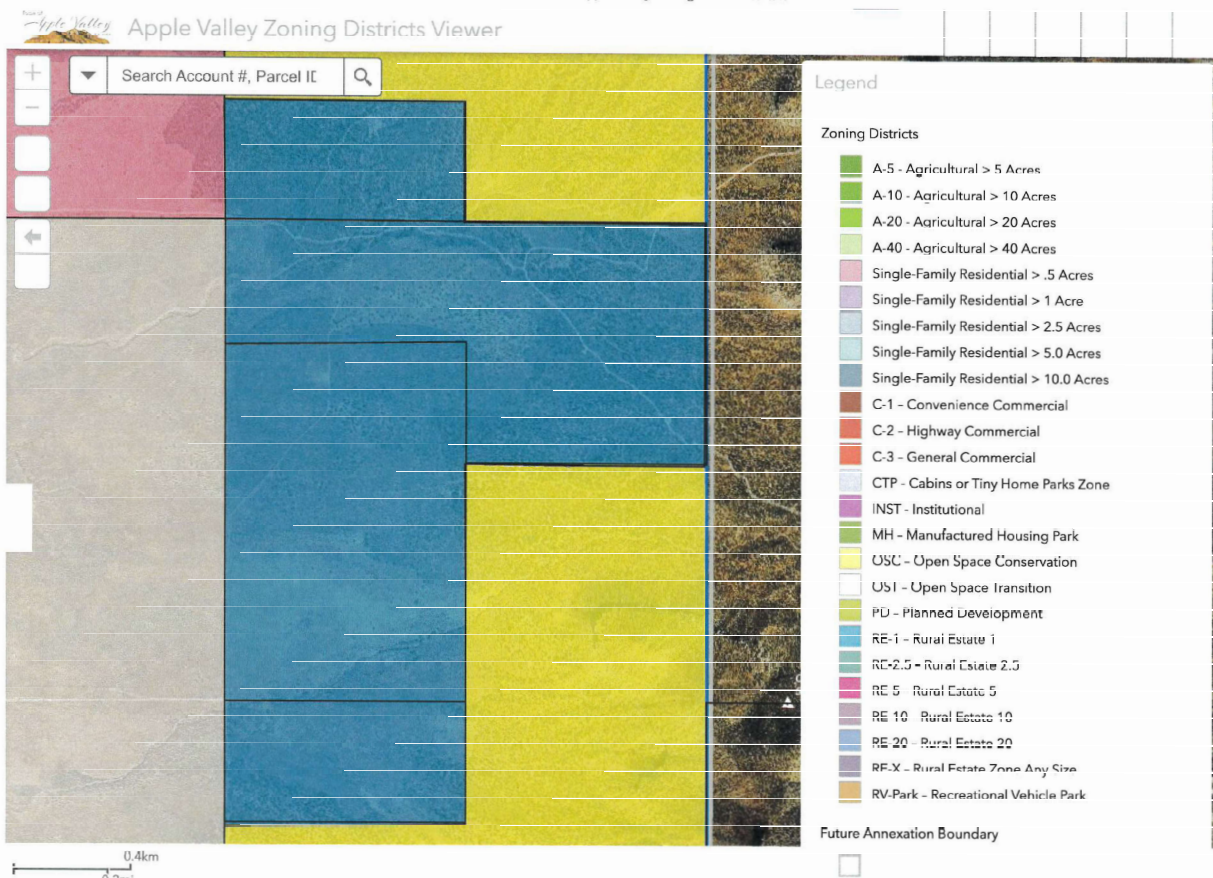 Apple Valley
Apple Valley Zoning Districts Viewer
+
Search Account #, Parcel ID
−
Legend
Zoning Districts
A-5 - Agricultural > 5 Acres
A-10 - Agricultural > 10 Acres
A-20 - Agricultural > 20 Acres
A-40 - Agricultural > 40 Acres
Single-Family Residential > .5 Acres
Single-Family Residential > 1 Acre
Single-Family Residential > 2.5 Acres
Single-Family Residential > 5.0 Acres
Single-Family Residential > 10.0 Acres
C-1 – Convenience Commercial
C-2 – Highway Commercial
C-3 – General Commercial
CTP - Cabins or Tiny Home Parks Zone
INST - Institutional
MH – Manufactured Housing Park
OSC – Open Space Conservation
OST - Open Space Transition
PD – Planned Development
RE-1 – Rural Estate 1
RE-2.5 – Rural Estate 2.5
RE-5 – Rural Estate 5
RE-10 – Rural Estate 10
RE-20 – Rural Estate 20
RE-X – Rural Estate Zone Any Size
RV-Park - Recreational Vehicle Park
Future Annexation Boundary
0.4km